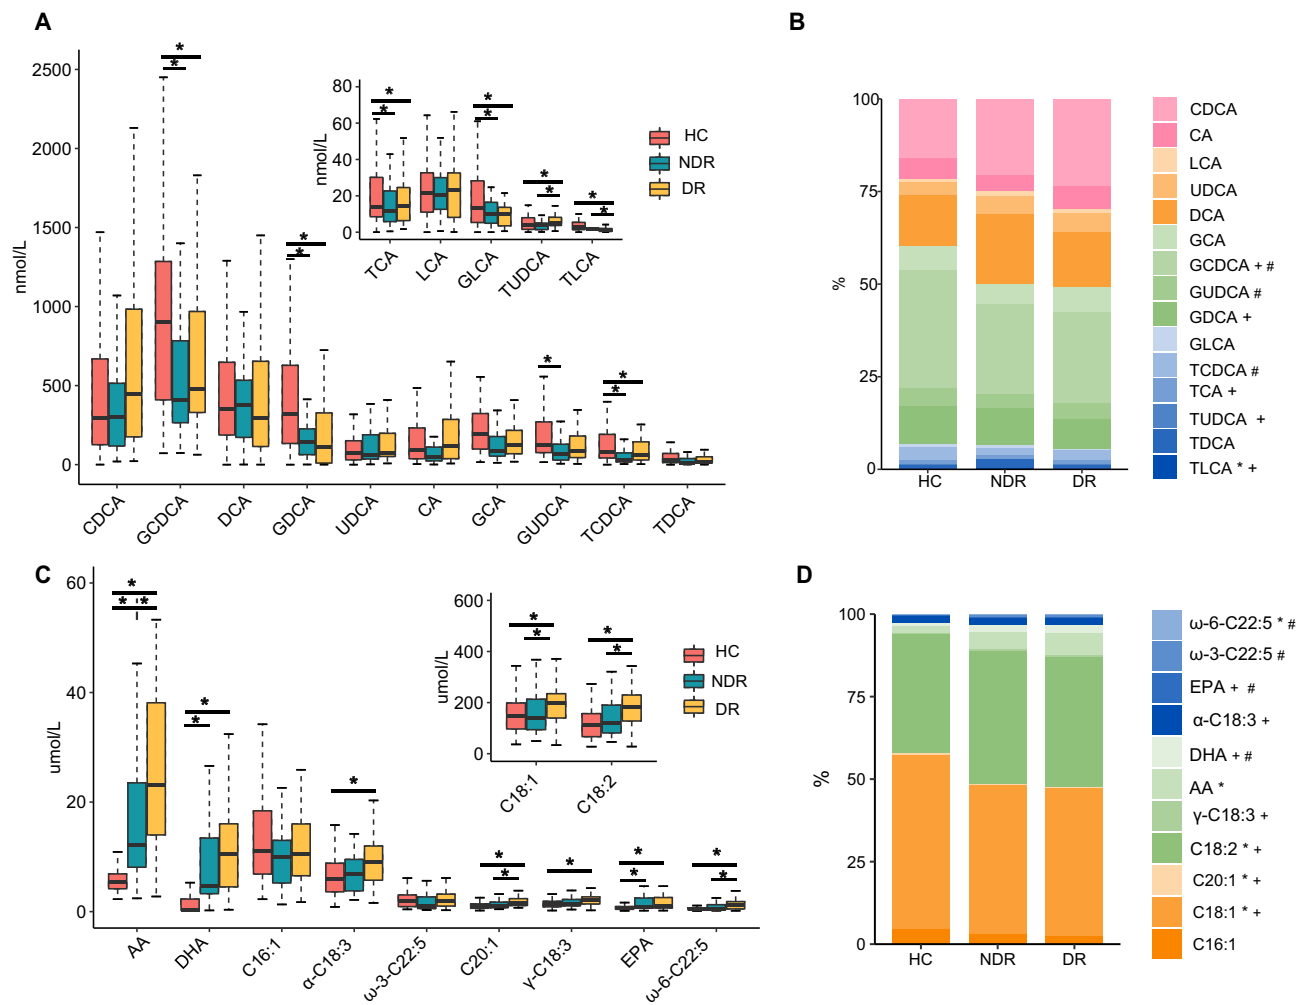 A
B
2500
2000
1500
1000
500
0
nmol/L
CDCA
GCDCA
DCA
GDCA
UDCA
CA
GCA
GUDCA
TCDCA
TDCA
*
*
*
*
*
*
*
80
60
40
20
0
nmol/L
TCA
LCA
GLCA
TUDCA
TLCA
*
*
*
*
*
*
*
*
HC
NDR
DR
100
75
50
25
0
%
HC
NDR
DR
CDCA
CA
LCA
UDCA
DCA
GCA
GCDCA + #
GUDCA #
GDCA +
GLCA
TCDCA #
TCA +
TUDCA +
TDCA
TLCA * +
C
D
60
40
20
0
umol/L
AA
DHA
C16:1
α-C18:3
ω-3-C22:5
C20:1
γ-C18:3
EPA
ω-6-C22:5
*
* *
*
*
*
*
*
*
*
*
*
*
600
400
200
0
umol/L
C18:1
C18:2
*
*
*
*
HC
NDR
DR
100
75
50
25
0
%
HC
NDR
DR
ω-6-C22:5 * #
ω-3-C22:5 #
EPA + #
α-C18:3 +
DHA + #
AA *
γ-C18:3 +
C18:2 * +
C20:1 * +
C18:1 * +
C16:1